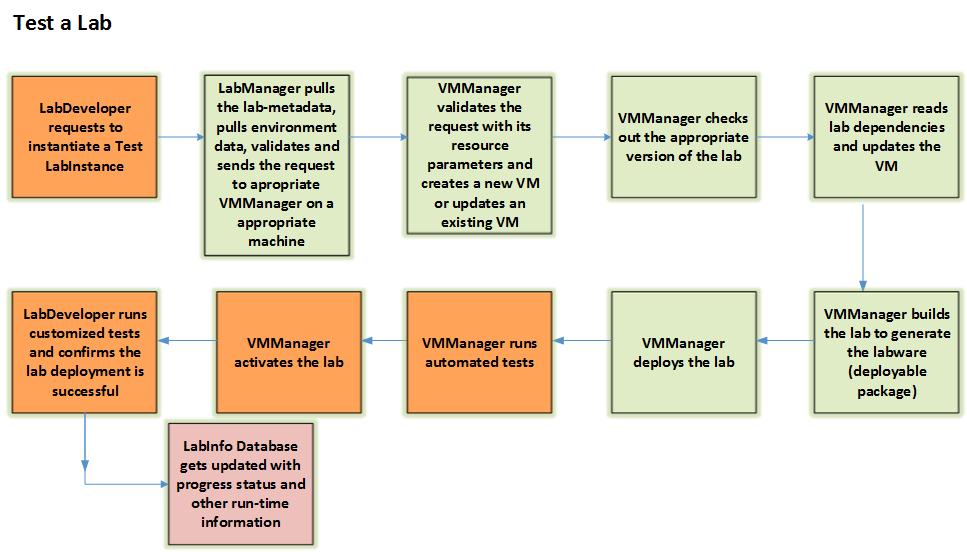 Test a Lab
LabDeveloper
requests to
instantiate a Test
LabInstance
LabManager pulls
the lab-metadata,
pulls environment
data, validates and
sends the request
to apropriate
VMManager on a
appropriate
machine
VMManager
validates the
request with its
resource
parameters and
creates a new VM
or updates an
existing VM
VMManager checks
out the appropriate
version of the lab
VMManager reads
lab dependencies
and updates the
VM
LabDeveloper runs
customized tests
and confirms the
lab deployment is
successful
VMManager
activates the lab
VMManager runs
automated tests
VMManager
deploys the lab
VMManager builds
the lab to generate
the labware
(deployable
package)
LabInfo Database
gets updated with
progress status and
other run-time
information